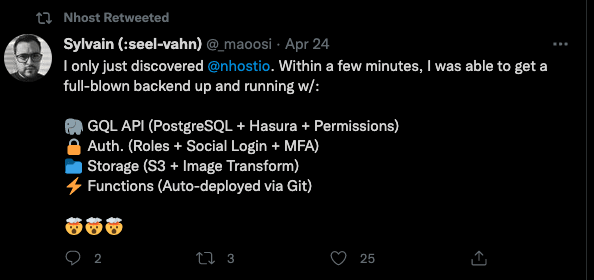 Nhost Retweeted
Sylvain (:seel-vahn) @_maoosi · Apr 24
I only just discovered @nhostio. Within a few minutes, I was able to get a
full-blown backend up and running w/:
🐘 GQL API (PostgreSQL + Hasura + Permissions)
🔒 Auth. (Roles + Social Login + MFA)
📁 Storage (S3 + Image Transform)
⚡ Functions (Auto-deployed via Git)
🤯🤯🤯
2 3 25